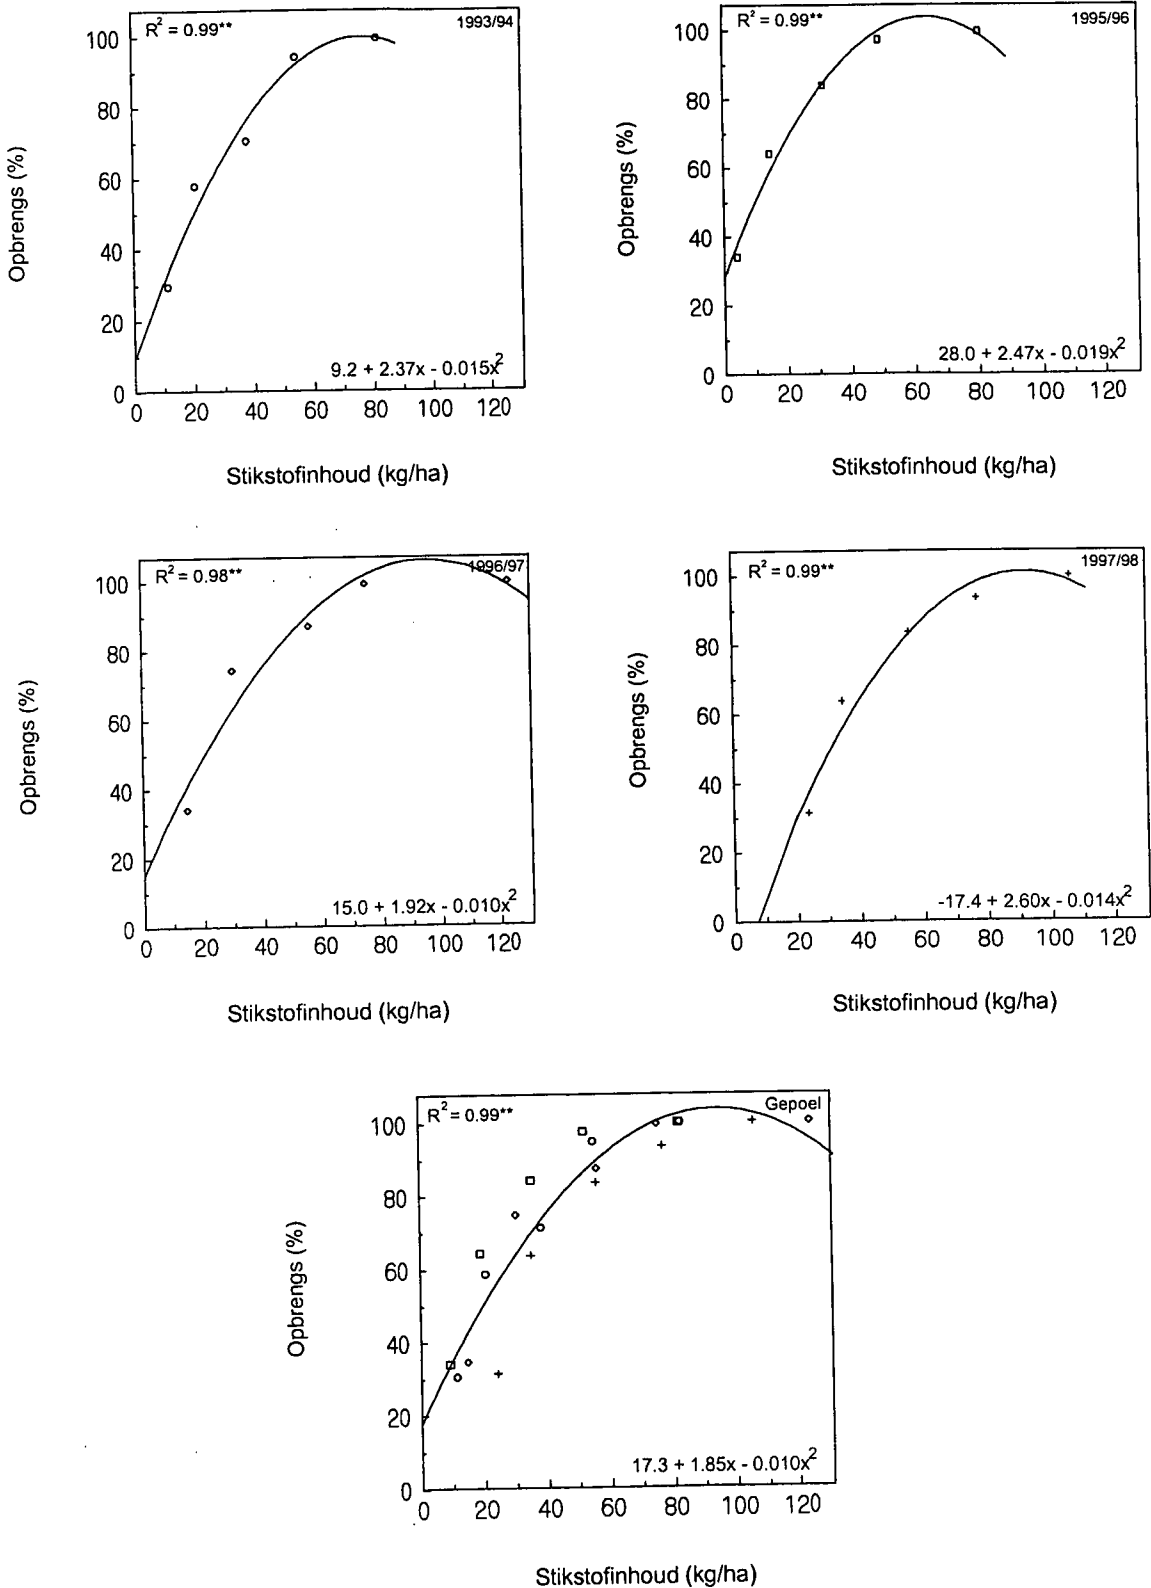 R² = 0.99**
1993/94
100
80
60
40
20
0
Opbrengs (%)
9.2 + 2.37x - 0.015x²
0 20 40 60 80 100 120
Stikstofinhoud (kg/ha)
R² = 0.99**
1995/96
100
80
60
40
20
0
Opbrengs (%)
28.0 + 2.47x - 0.019x²
0 20 40 60 80 100 120
Stikstofinhoud (kg/ha)
R² = 0.98**
1996/97
100
80
60
40
20
0
Opbrengs (%)
15.0 + 1.92x - 0.010x²
0 20 40 60 80 100 120
Stikstofinhoud (kg/ha)
R² = 0.99**
1997/98
100
80
60
40
20
0
Opbrengs (%)
-17.4 + 2.60x - 0.014x²
0 20 40 60 80 100 120
Stikstofinhoud (kg/ha)
R² = 0.99**
Gepoel
100
80
60
40
20
0
Opbrengs (%)
17.3 + 1.85x - 0.010x²
0 20 40 60 80 100 120
Stikstofinhoud (kg/ha)